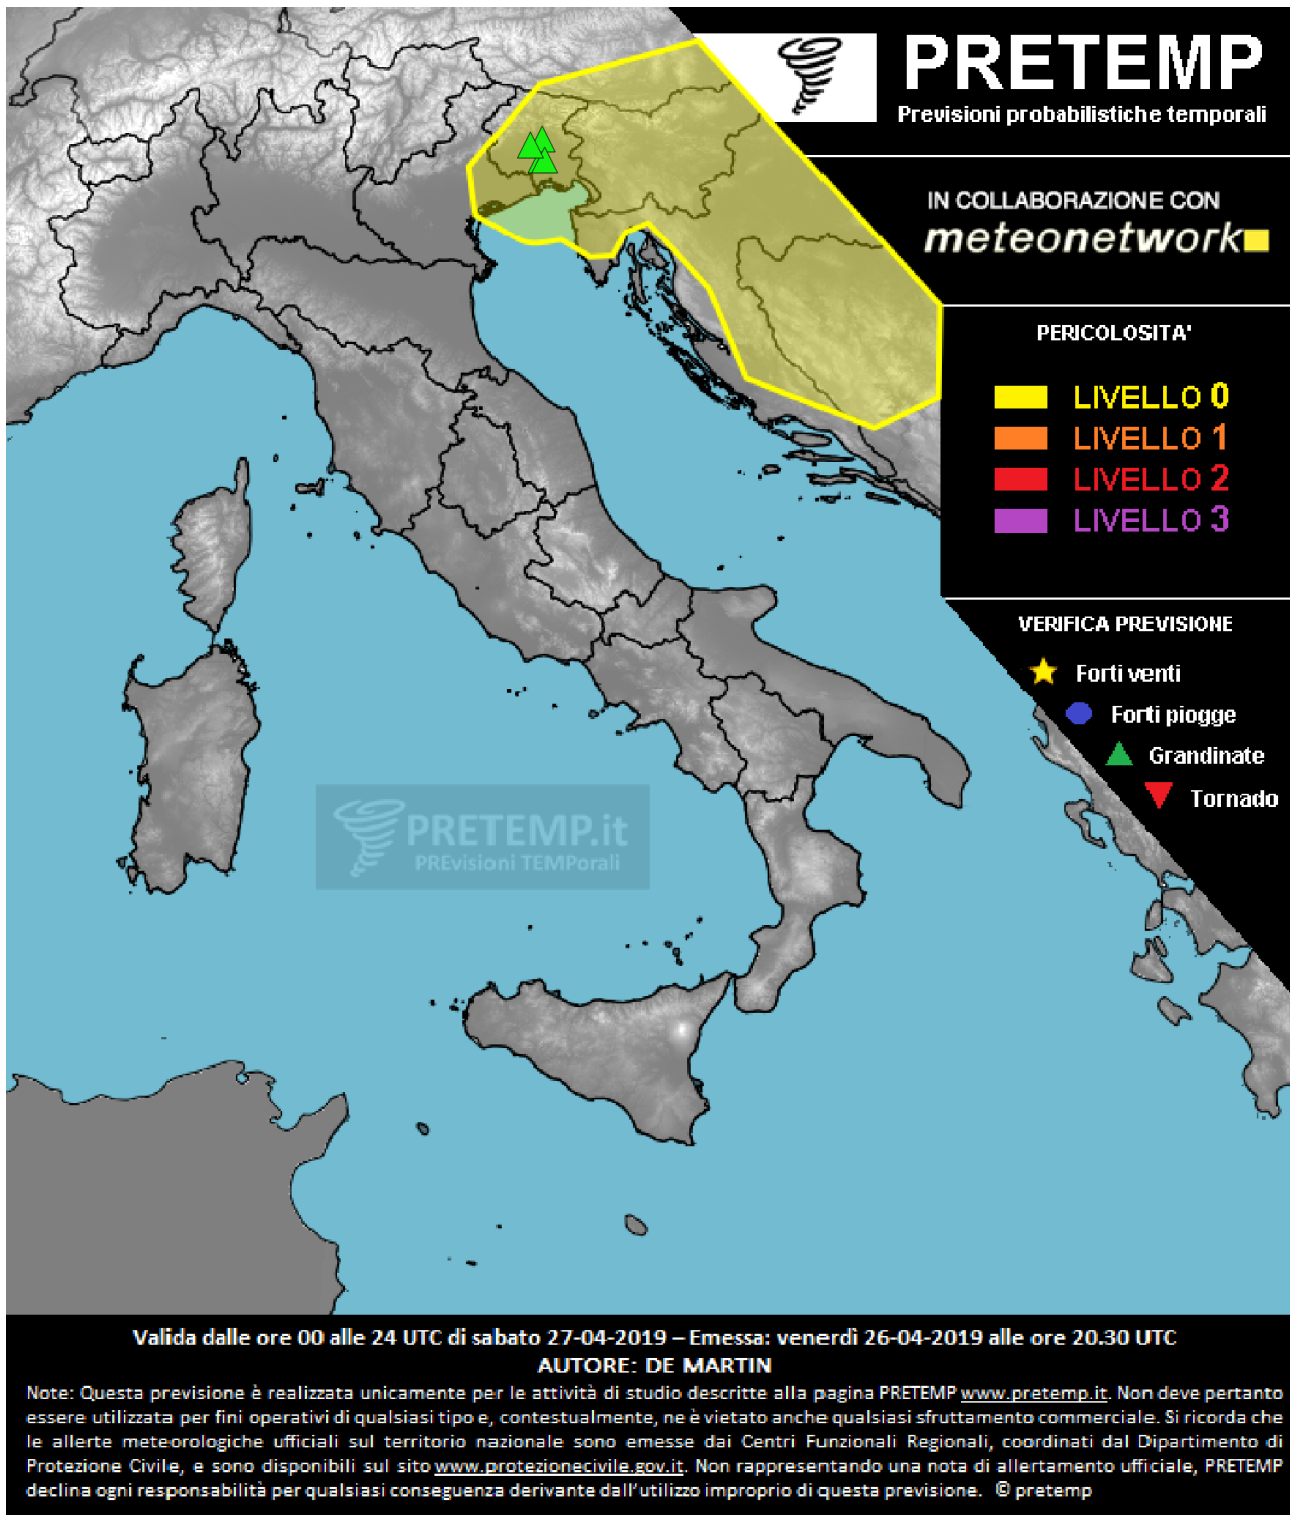 PRETEMP
Previsioni probabilistiche temporali
IN COLLABORAZIONE CON
meteonetwork
PERICOLOSITA'
LIVELLO 0
LIVELLO 1
LIVELLO 2
LIVELLO 3
VERIFICA PREVISIONE
Forti venti
Forti piogge
Grandinate
Tornado
PRETEMP.it
PREvisioni TEMPorali
Valida dalle ore 00 alle 24 UTC di sabato 27-04-2019 – Emessa: venerdì 26-04-2019 alle ore 20.30 UTC
AUTORE: DE MARTIN
Note: Questa previsione è realizzata unicamente per le attività di studio descritte alla pagina PRETEMP www.pretemp.it. Non deve pertanto
essere utilizzata per fini operativi di qualsiasi tipo e, contestualmente, ne è vietato anche qualsiasi sfruttamento commerciale. Si ricorda che
le allerte meteorologiche ufficiali sul territorio nazionale sono emesse dai Centri Funzionali Regionali, coordinati dal Dipartimento di
Protezione Civile, e sono disponibili sul sito www.protezionecivile.gov.it. Non rappresentando una nota di allertamento ufficiale, PRETEMP
declina ogni responsabilità per qualsiasi conseguenza derivante dall'utilizzo improprio di questa previsione. © pretemp